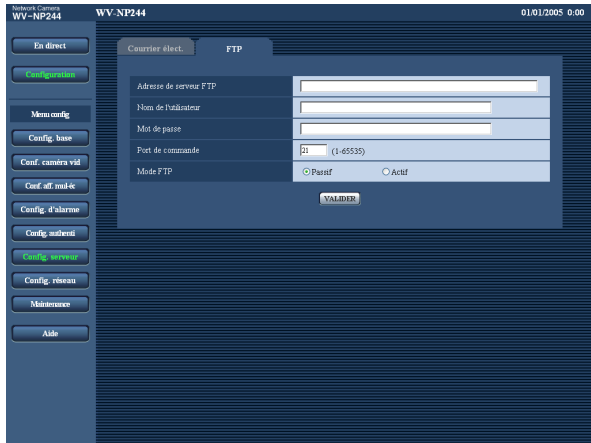 Network Camera
WV-NP244
WV-NP244
01/01/2005 0:00
En direct
Configuration
Menu config
Config. base
Conf. caméra vid
Conf. aff. mul-éc
Config. d'alarme
Config. authenti
Config. serveur
Config. réseau
Maintenance
Aide
Courrier élect.
FTP
Adresse de serveur FTP
Nom de l'utilisateur
Mot de passe
Port de commande
21 (1-65535)
Mode FTP
Passif Actif
VALIDER